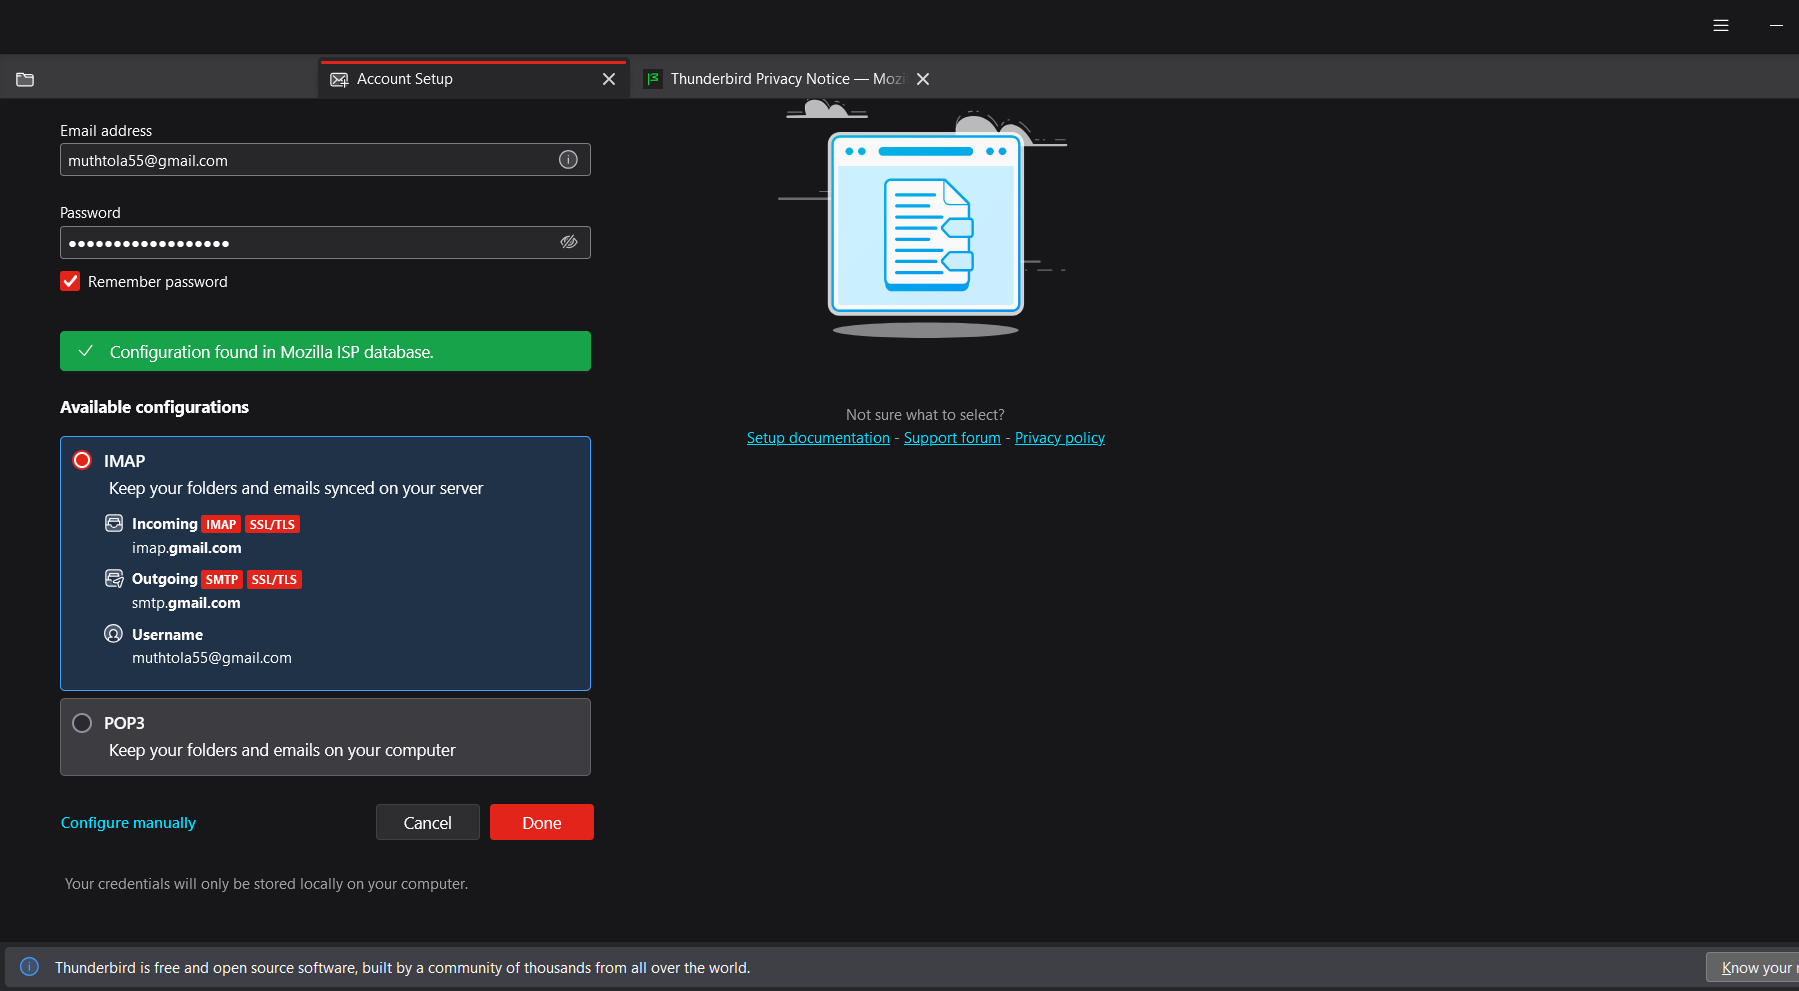 Account Setup
Thunderbird Privacy Notice — Mozi
Email address
muthtola55@gmail.com
Password
••••••••••••••••••
Remember password
Configuration found in Mozilla ISP database.
Available configurations
IMAP
Keep your folders and emails synced on your server
Incoming IMAP SSL/TLS
imap.gmail.com
Outgoing SMTP SSL/TLS
smtp.gmail.com
Username
muthtola55@gmail.com
POP3
Keep your folders and emails on your computer
Configure manually
Cancel
Done
Your credentials will only be stored locally on your computer.
Not sure what to select?
Setup documentation - Support forum - Privacy policy
Thunderbird is free and open source software, built by a community of thousands from all over the world.
Know your